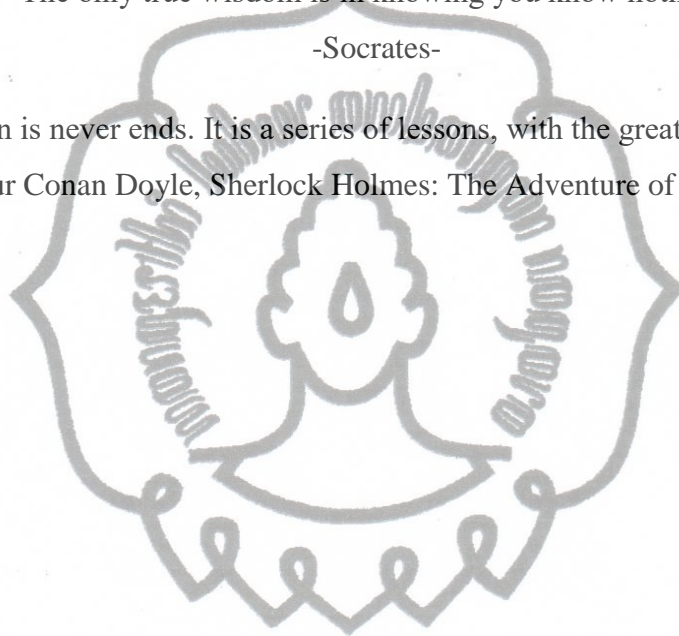 The only true wisdom is in knowing you know
-Socrates-
n is never ends. It is a series of lessons, with the great
ur Conan Doyle, Sherlock Holmes: The Adventure of